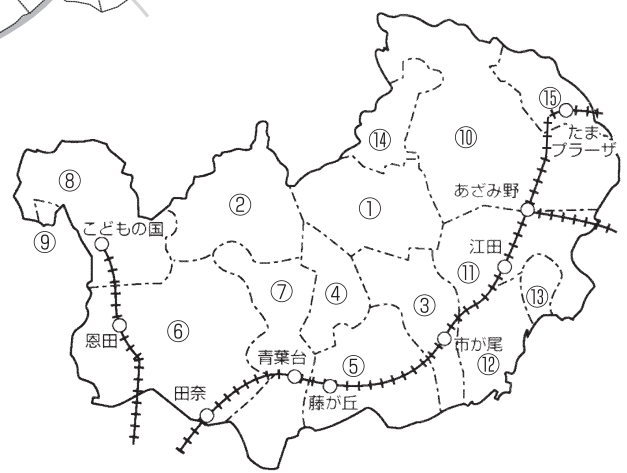 ⑮
たま
プラーザ
⑭
⑩
⑧
あざみ野
②
①
⑨
こどもの国
江田
⑪
⑦
④
③
⑬
恩田
⑥
市が尾
青葉台
⑤
⑫
田奈
藤が丘